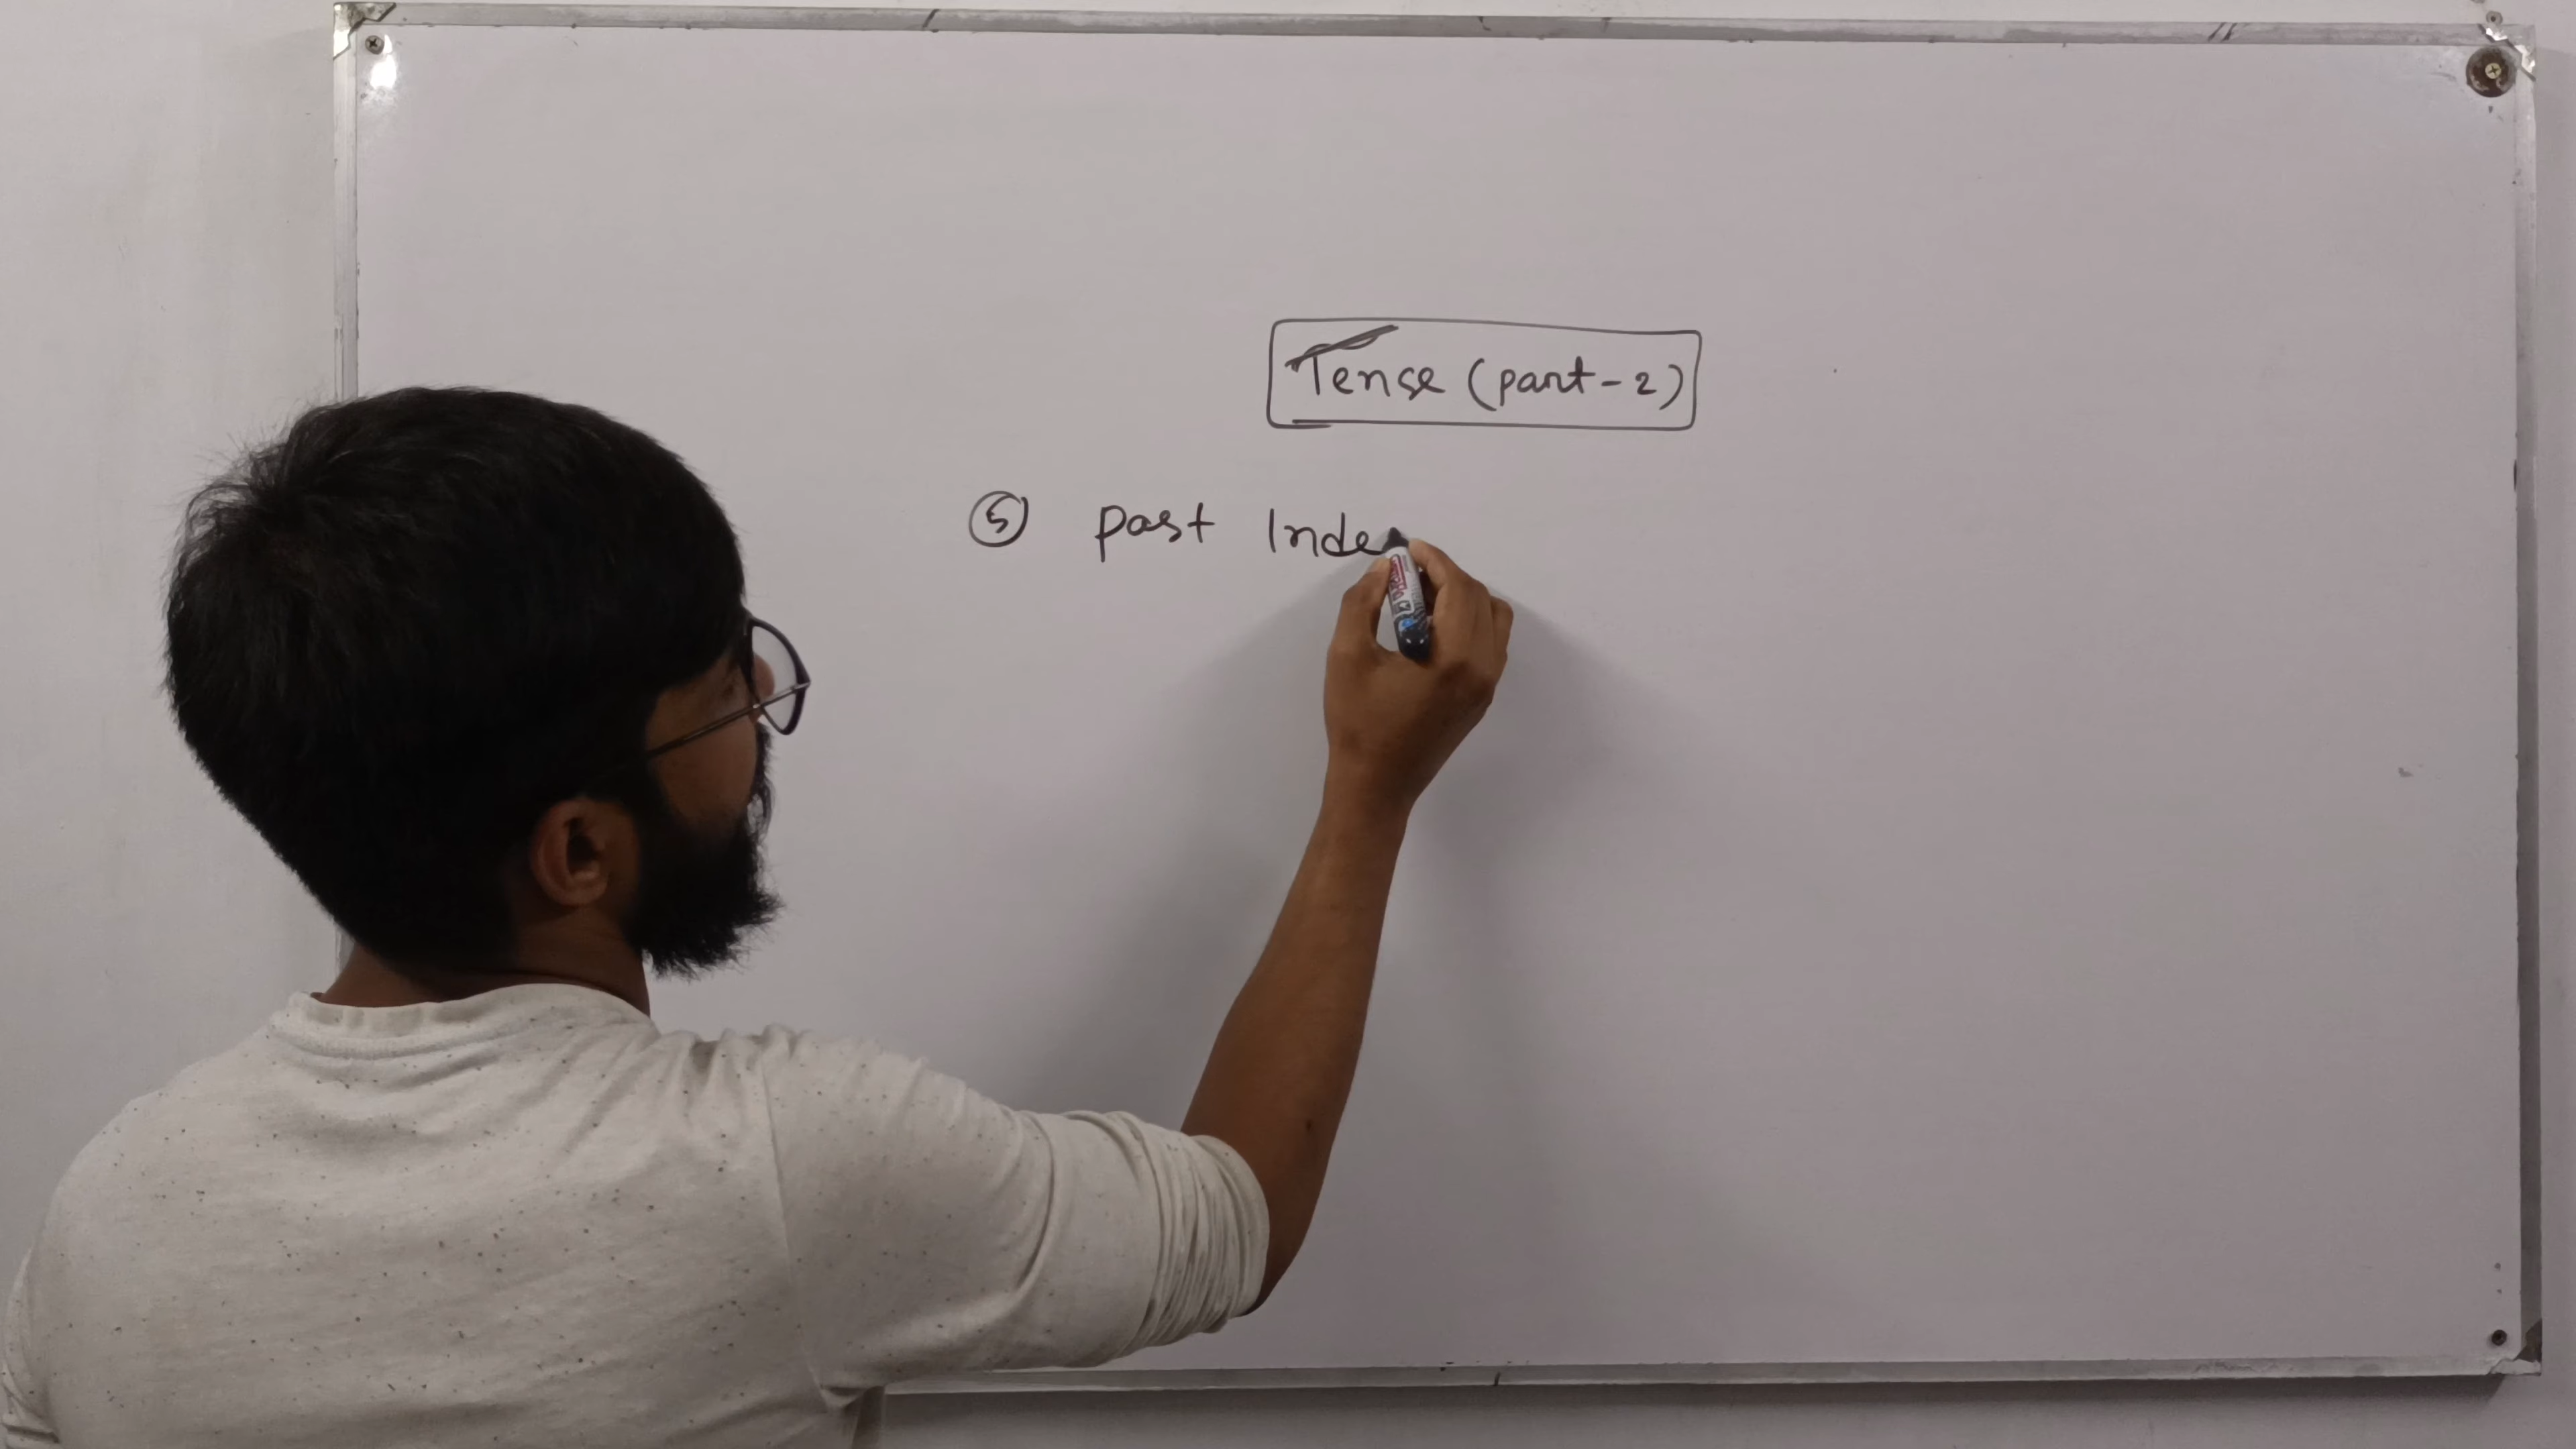 Tense (part-2)
⑤ past Inde